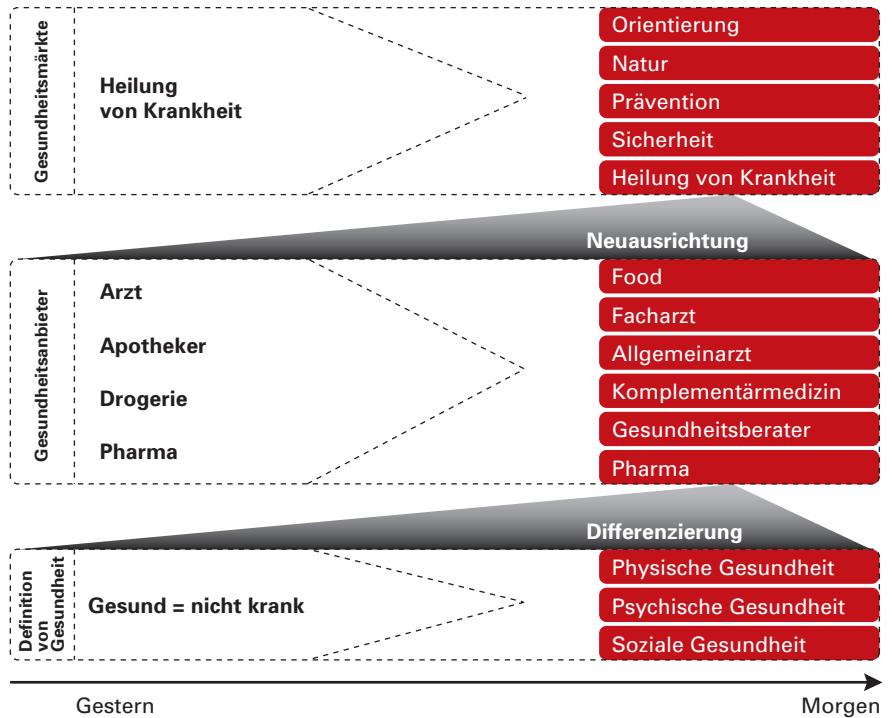 Gesundheitsmärkte
Heilung
von Krankheit
Orientierung
Natur
Prävention
Sicherheit
Heilung von Krankheit
Neuausrichtung
Gesundheitsanbieter
Arzt
Apotheker
Drogerie
Pharma
Food
Facharzt
Allgemeinarzt
Komplementärmedizin
Gesundheitsberater
Pharma
Differenzierung
Definition
von
Gesundheit
Gesund = nicht krank
Physische Gesundheit
Psychische Gesundheit
Soziale Gesundheit
Gestern
Morgen